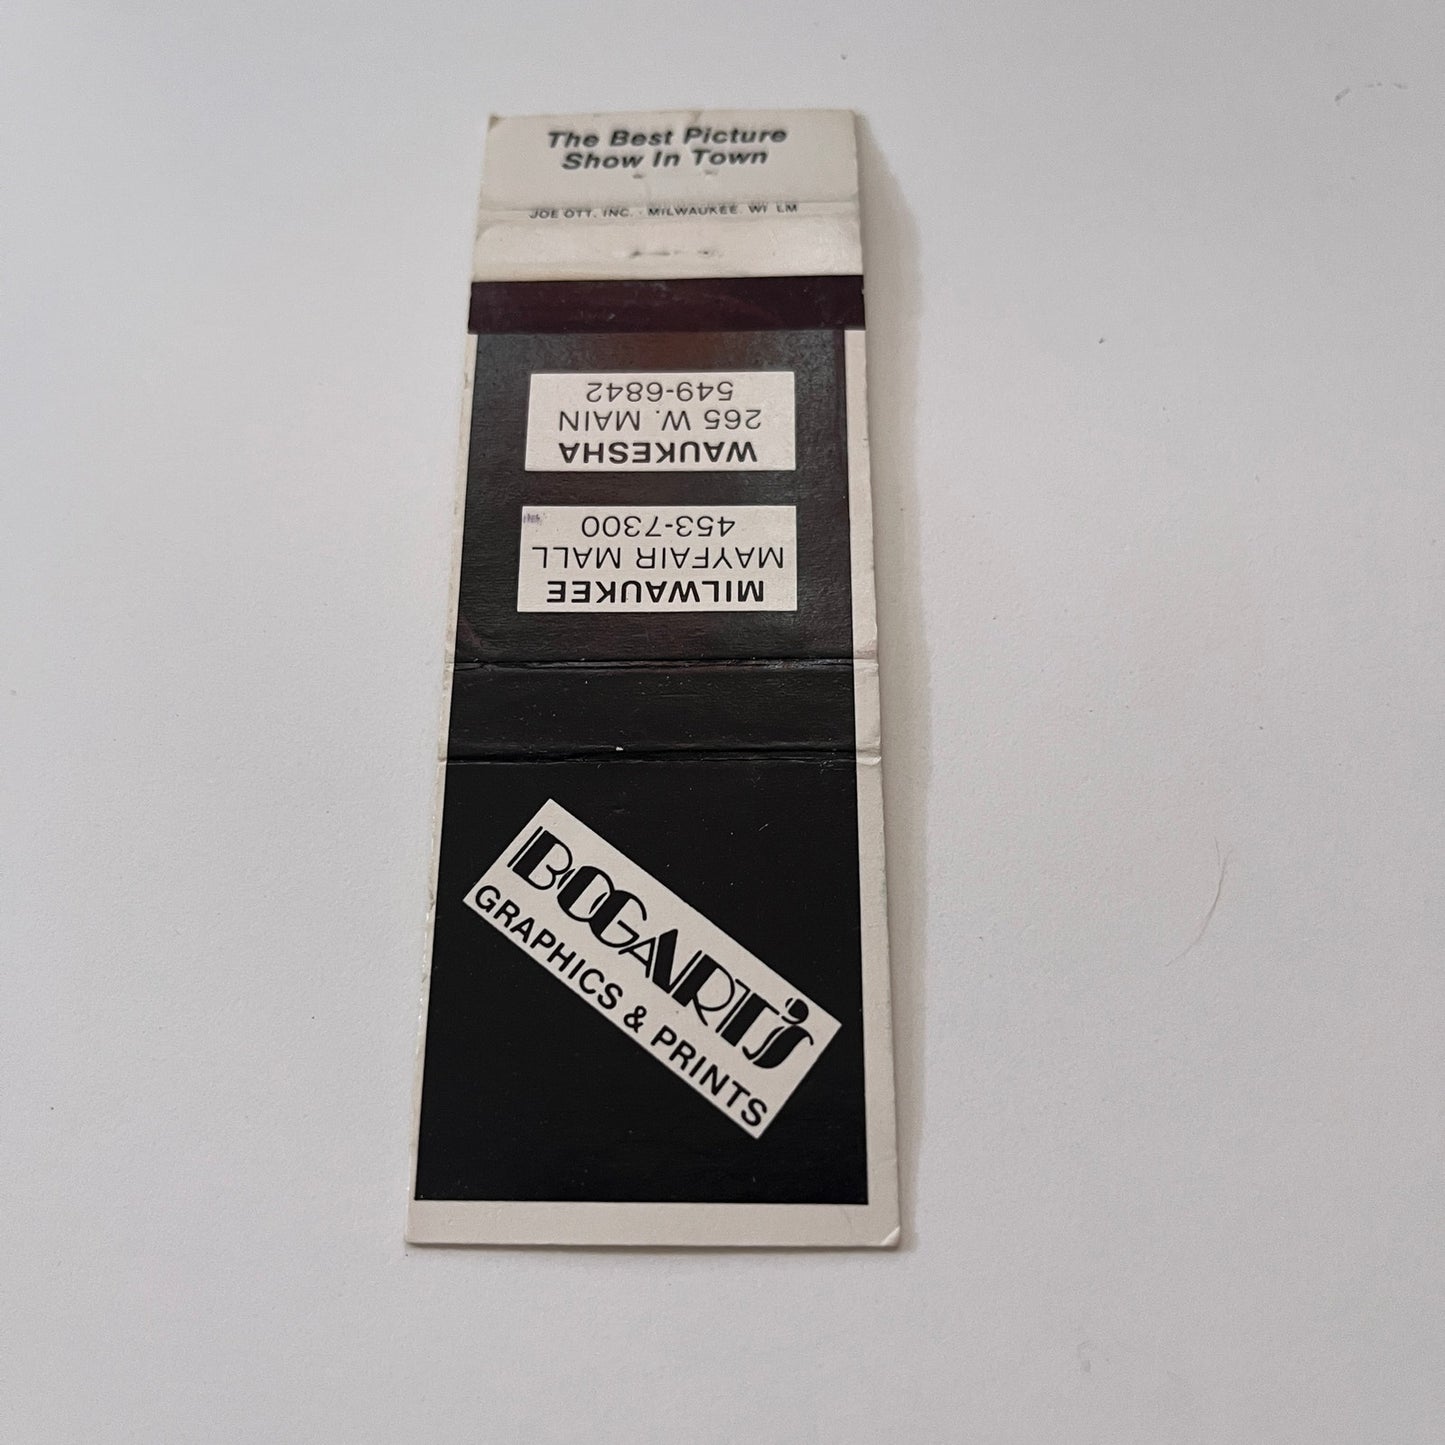 The Best Picture
Show In Town
JOE OTT, INC. - MILWAUKEE, WI LM
WAUKESHA
265 W. MAIN
549-6842
MILWAUKEE
MAYFAIR MALL
453-7300
BOGART'S
GRAPHICS & PRINTS